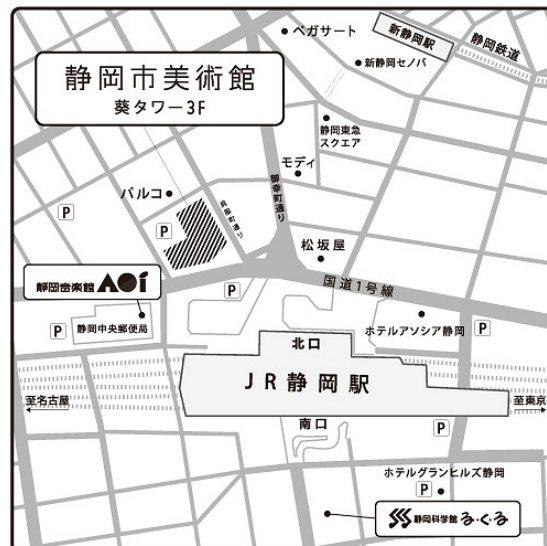 ペガサート
新静岡駅
静岡鉄道
静岡市美術館
葵タワー3F
新静岡セノバ
静岡東急
スクエア
モディ
パルコ
P
P
呉服町通り
御幸町通り
松坂屋
国道1号線
静岡音楽館 AOi
P
静岡中央郵便局
P
ホテルアソシア静岡
P
北口
JR静岡駅
至名古屋
至東京
南口
P
ホテルグランヒルズ静岡
P
静岡科学館 る・く・る